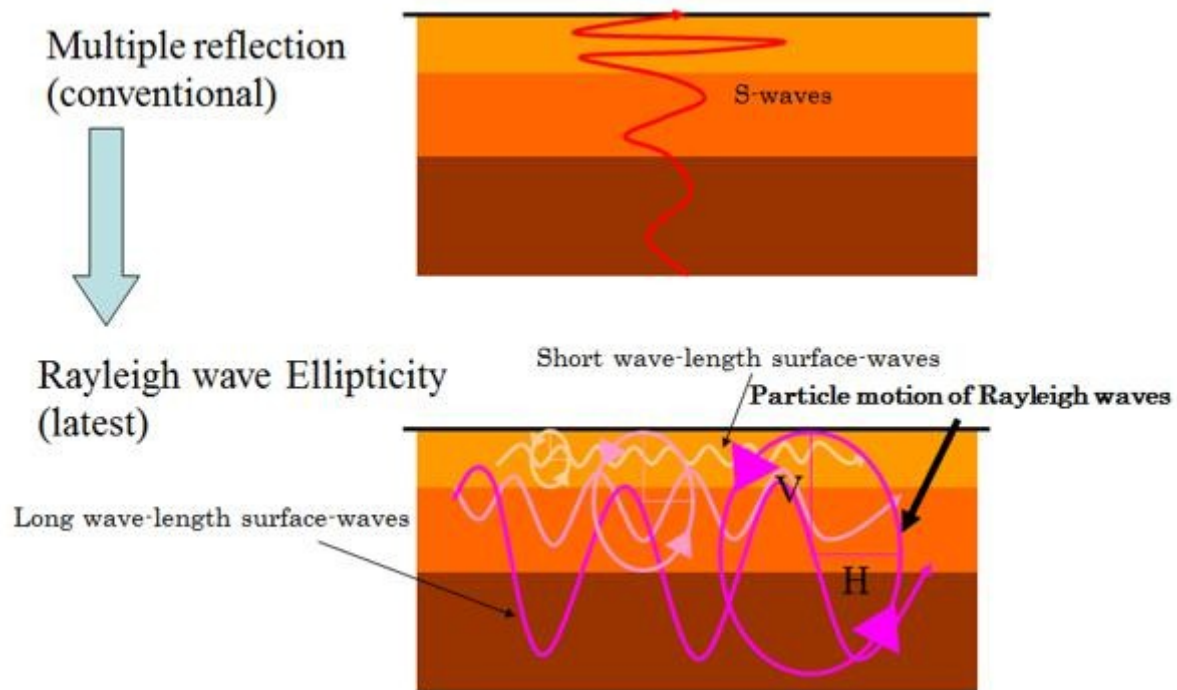 Multiple reflection
(conventional)
S-waves
Rayleigh wave Ellipticity
(latest)
Short wave-length surface-waves
Particle motion of Rayleigh waves
Long wave-length surface-waves
V
H